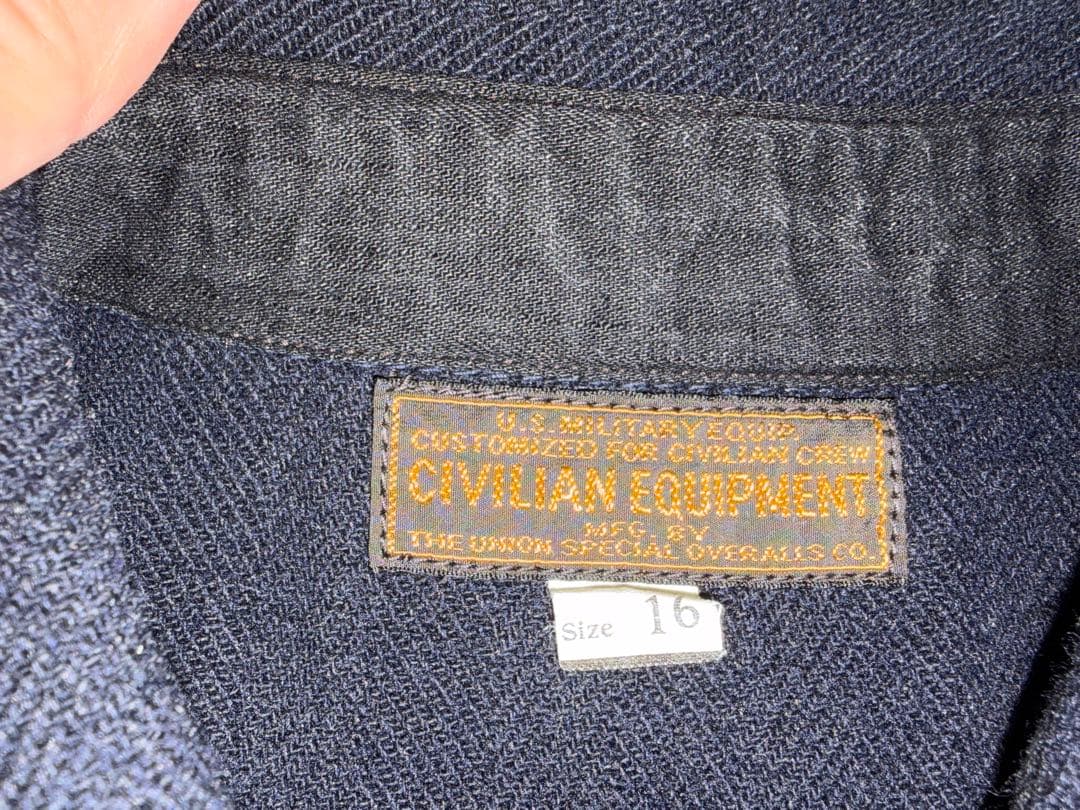 U.S. MILITARY EQUIP.
CUSTOMIZED FOR CIVILIAN CREW
CIVILIAN EQUIPMENT
MFG. BY
THE UNION SPECIAL OVERALLS CO.
Size 16